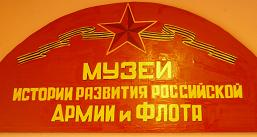 МУЗЕЙ
ИСТОРИИ РАЗВИТИЯ РОССИЙСКОЙ
АРМИИ и ФЛОТА